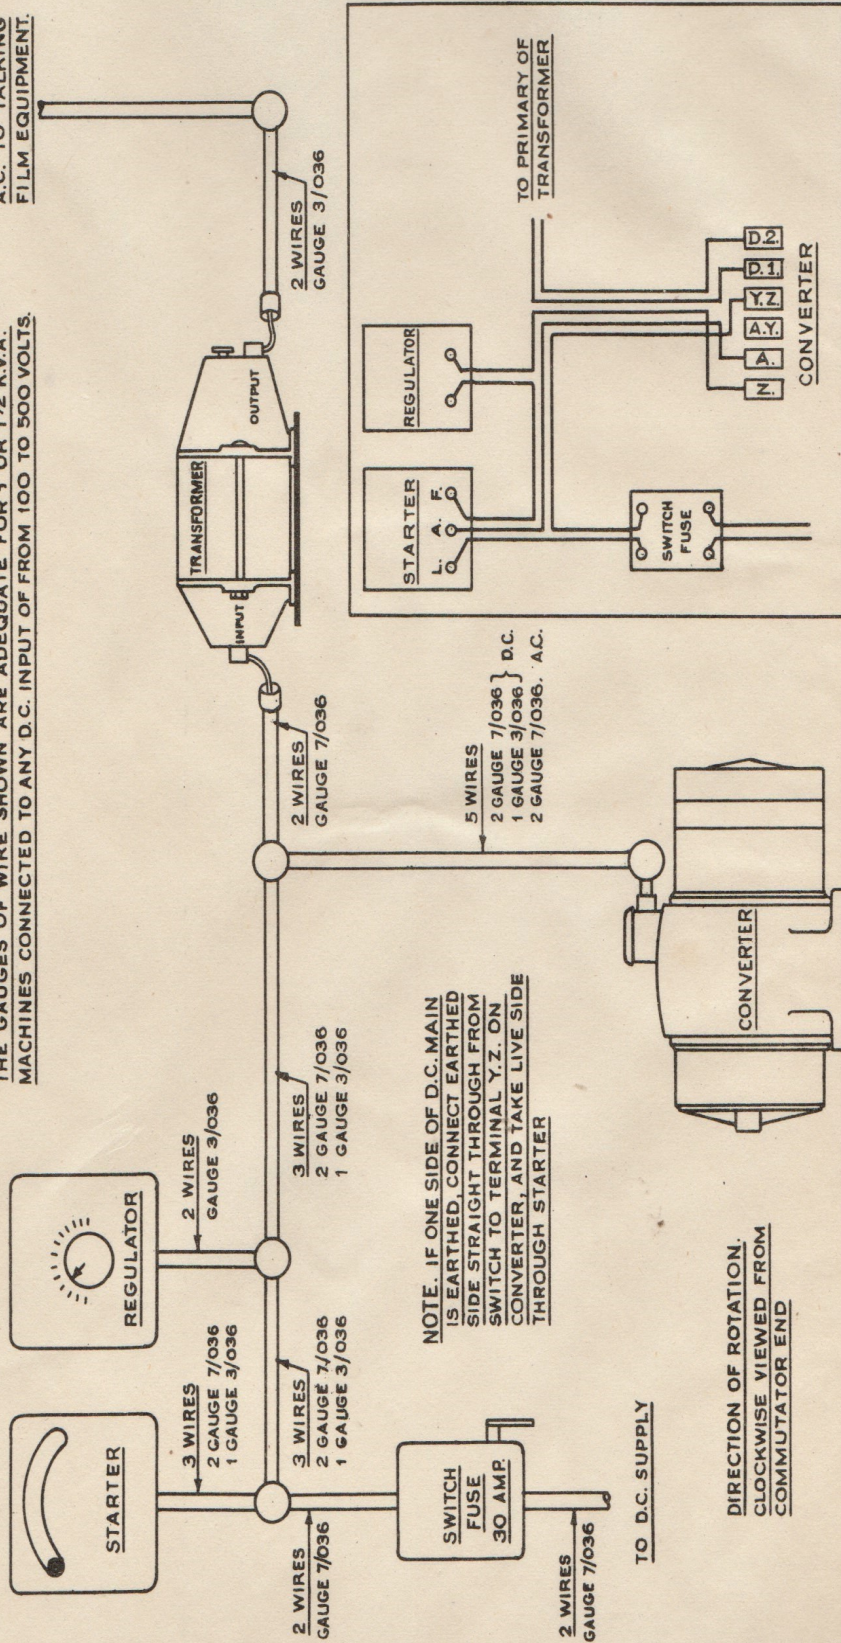 THE GAUGES OF WIRE SHOWN ARE ADEQUATE FOR 1 OR 1½ K.V.A.
MACHINES CONNECTED TO ANY D.C. INPUT OF FROM 100 TO 500 VOLTS.
A.C. TO TALKING
FILM EQUIPMENT.
STARTER
3 WIRES
2 GAUGE 7/036
1 GAUGE 3/036
REGULATOR
2 WIRES
GAUGE 3/036
TRANSFORMER
INPUT
OUTPUT
2 WIRES
GAUGE 3/036
2 WIRES
GAUGE 7/036
3 WIRES
2 GAUGE 7/036
1 GAUGE 3/036
3 WIRES
2 GAUGE 7/036
1 GAUGE 3/036
2 WIRES
GAUGE 7/036
SWITCH
FUSE
30 AMP.
2 WIRES
GAUGE 7/036
TO D.C. SUPPLY
NOTE. IF ONE SIDE OF D.C. MAIN
IS EARTHED, CONNECT EARTHED
SIDE STRAIGHT THROUGH FROM
SWITCH TO TERMINAL Y.Z. ON
CONVERTER, AND TAKE LIVE SIDE
THROUGH STARTER
5 WIRES
2 GAUGE 7/036 } D.C.
1 GAUGE 3/036
2 GAUGE 7/036. A.C.
CONVERTER
DIRECTION OF ROTATION.
CLOCKWISE VIEWED FROM
COMMUTATOR END
STARTER
L. A. F.
REGULATOR
TO PRIMARY OF
TRANSFORMER
SWITCH
FUSE
Z. A. A.Y. Y.Z. D.1. D.2.
CONVERTER